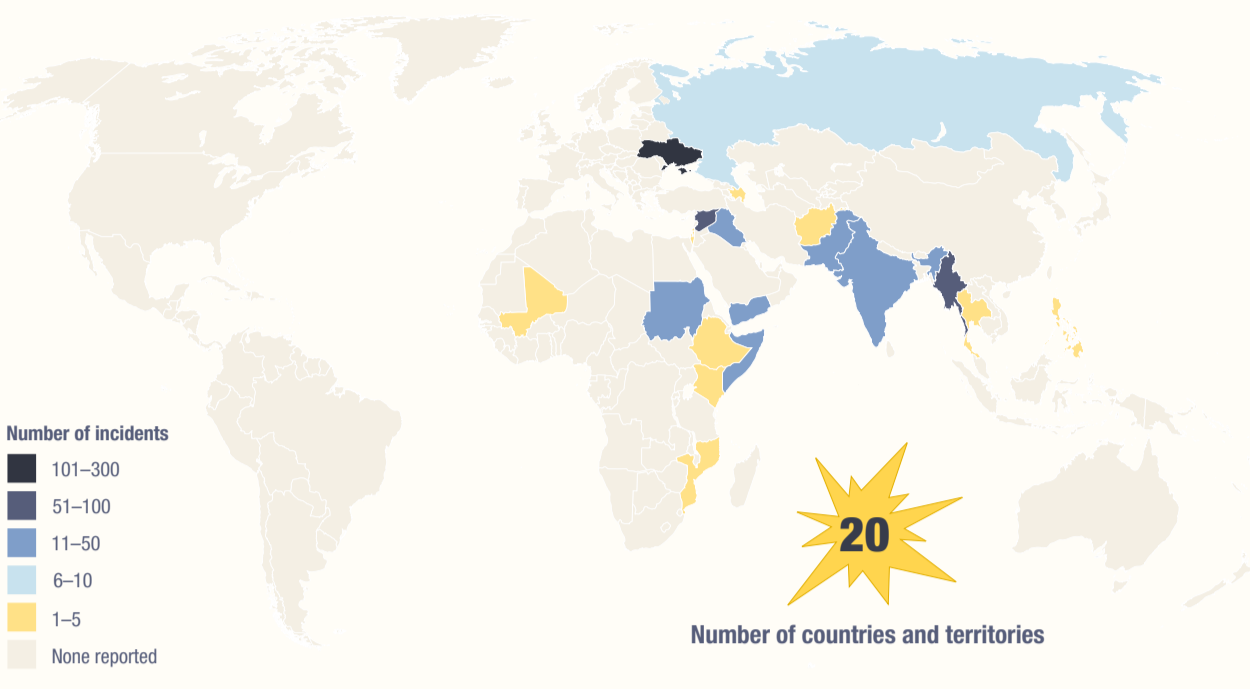 Number of incidents
101–300
51–100
11–50
6–10
1–5
None reported
20
Number of countries and territories